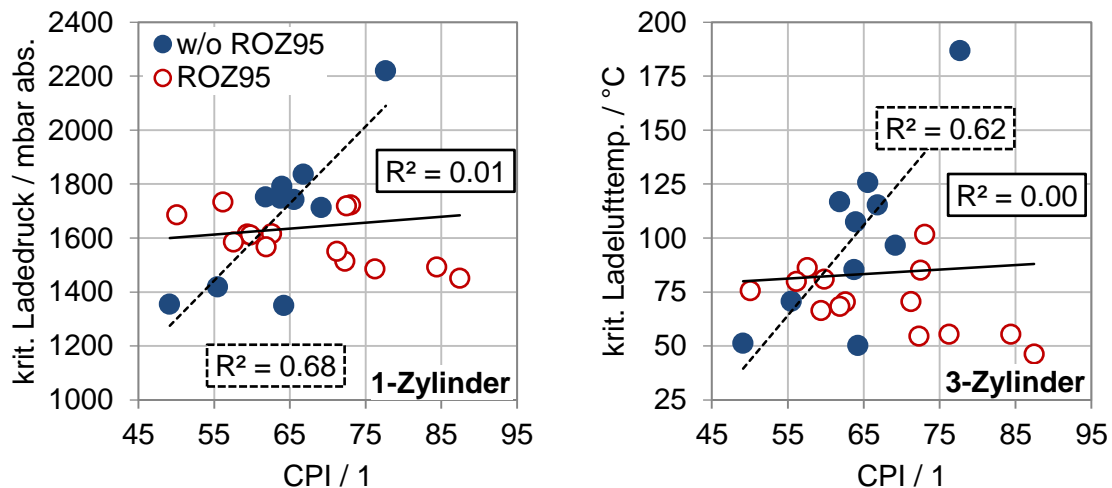 krit. Ladedruck / mbar abs.
2400
2200
2000
1800
1600
1400
1200
1000
w/o ROZ95
ROZ95
R² = 0.01
R² = 0.68
1-Zylinder
45 55 65 75 85 95
CPI / 1
krit. Ladelufttemp. / °C
200
175
150
125
100
75
50
25
R² = 0.62
R² = 0.00
3-Zylinder
45 55 65 75 85 95
CPI / 1